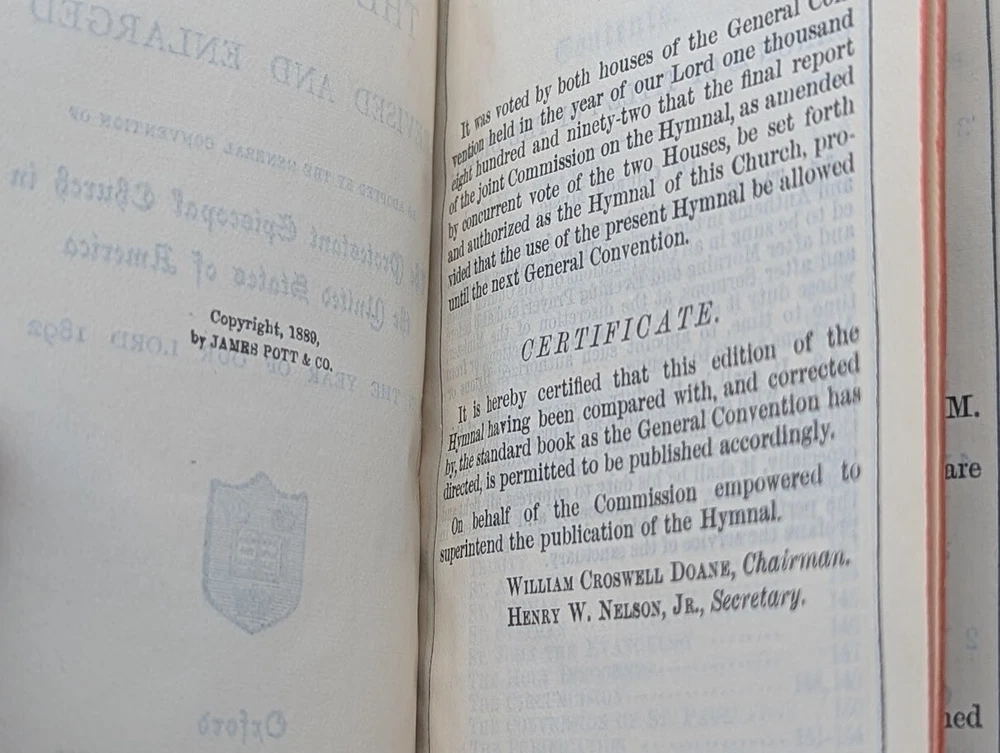 Copyright, 1889,
by JAMES POTT & CO.
It was voted by both houses of the General Con-
vention held in the year of our Lord one thousand
eight hundred and ninety-two that the final report
of the joint Commission on the Hymnal, as amended
by concurrent vote of the two Houses, be set forth
and authorized as the Hymnal of this Church, pro-
vided that the use of the present Hymnal be allowed
until the next General Convention.
CERTIFICATE.
It is hereby certified that this edition of the
Hymnal having been compared with, and corrected
by, the standard book as the General Convention has
directed, is permitted to be published accordingly.
On behalf of the Commission empowered to
superintend the publication of the Hymnal.
WILLIAM CROSWELL DOANE, Chairman.
HENRY W. NELSON, JR., Secretary.
M.
are